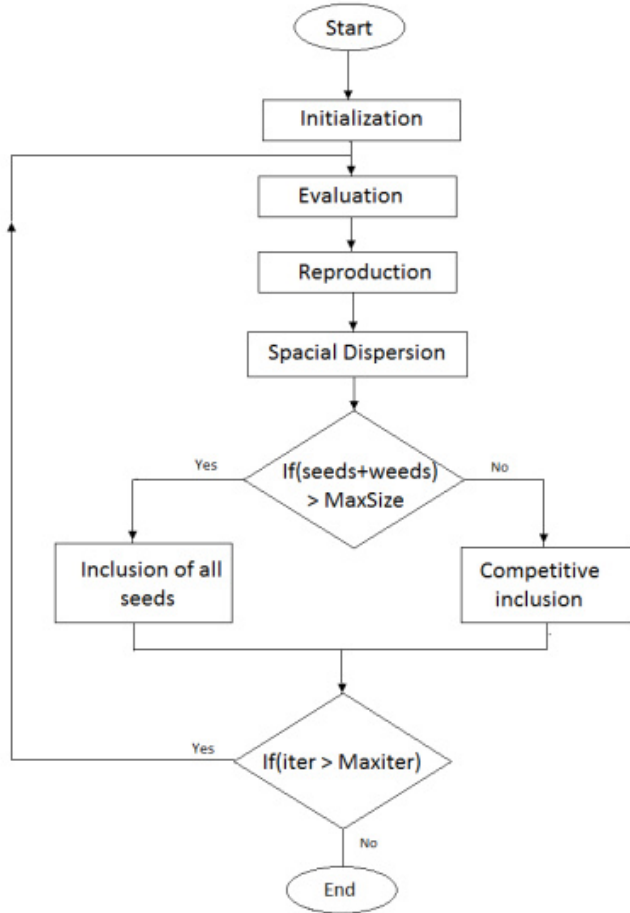 Start
Initialization
Evaluation
Reproduction
Spacial Dispersion
If(seeds+weeds)
> MaxSize
Yes
No
Inclusion of all
seeds
Competitive
inclusion
If(iter > Maxiter)
Yes
No
End